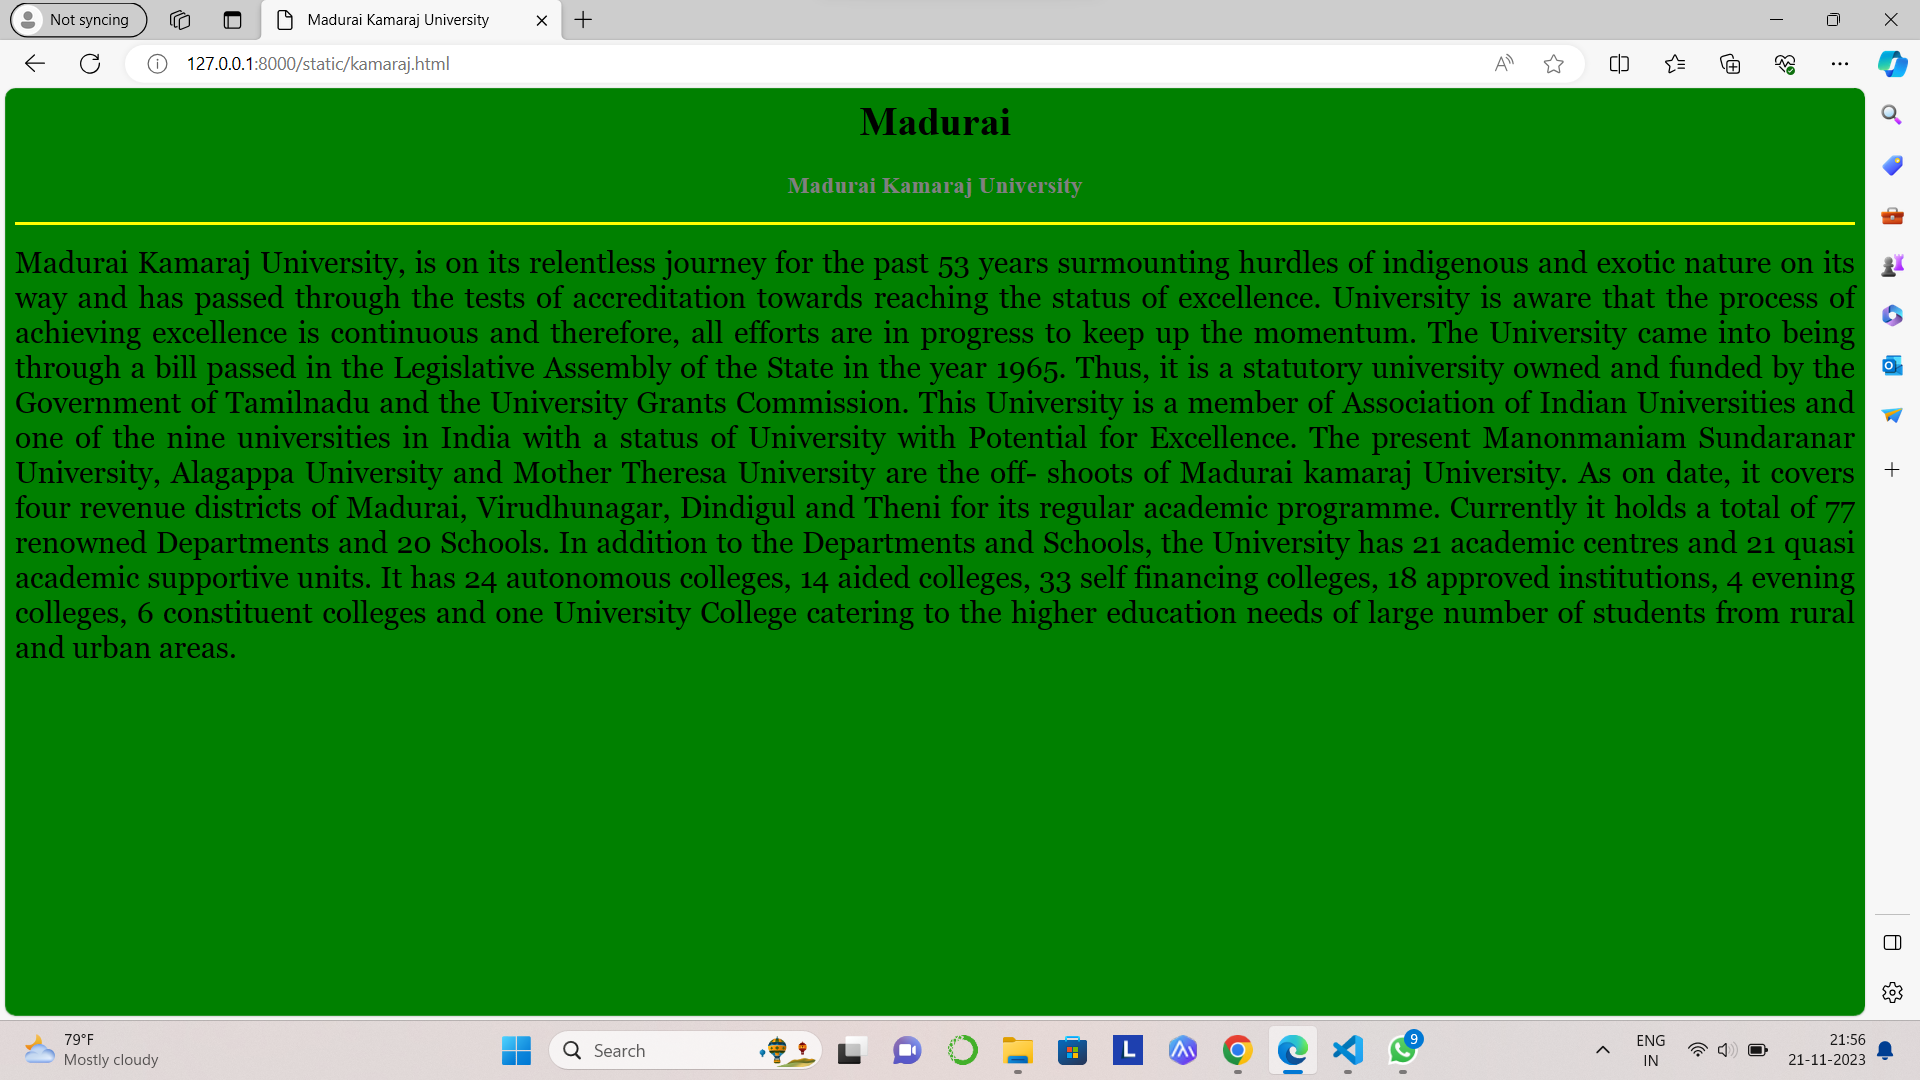 Not syncing
Madurai Kamaraj University
127.0.0.1:8000/static/kamaraj.html
Madurai
Madurai Kamaraj University
Madurai Kamaraj University, is on its relentless journey for the past 53 years surmounting hurdles of indigenous and exotic nature on its
way and has passed through the tests of accreditation towards reaching the status of excellence. University is aware that the process of
achieving excellence is continuous and therefore, all efforts are in progress to keep up the momentum. The University came into being
through a bill passed in the Legislative Assembly of the State in the year 1965. Thus, it is a statutory university owned and funded by the
Government of Tamilnadu and the University Grants Commission. This University is a member of Association of Indian Universities and
one of the nine universities in India with a status of University with Potential for Excellence. The present Manonmaniam Sundaranar
University, Alagappa University and Mother Theresa University are the off- shoots of Madurai kamaraj University. As on date, it covers
four revenue districts of Madurai, Virudhunagar, Dindigul and Theni for its regular academic programme. Currently it holds a total of 77
renowned Departments and 20 Schools. In addition to the Departments and Schools, the University has 21 academic centres and 21 quasi
academic supportive units. It has 24 autonomous colleges, 14 aided colleges, 33 self financing colleges, 18 approved institutions, 4 evening
colleges, 6 constituent colleges and one University College catering to the higher education needs of large number of students from rural
and urban areas.
79°F
Mostly cloudy
Search
L
9
ENG
IN
21:56
21-11-2023